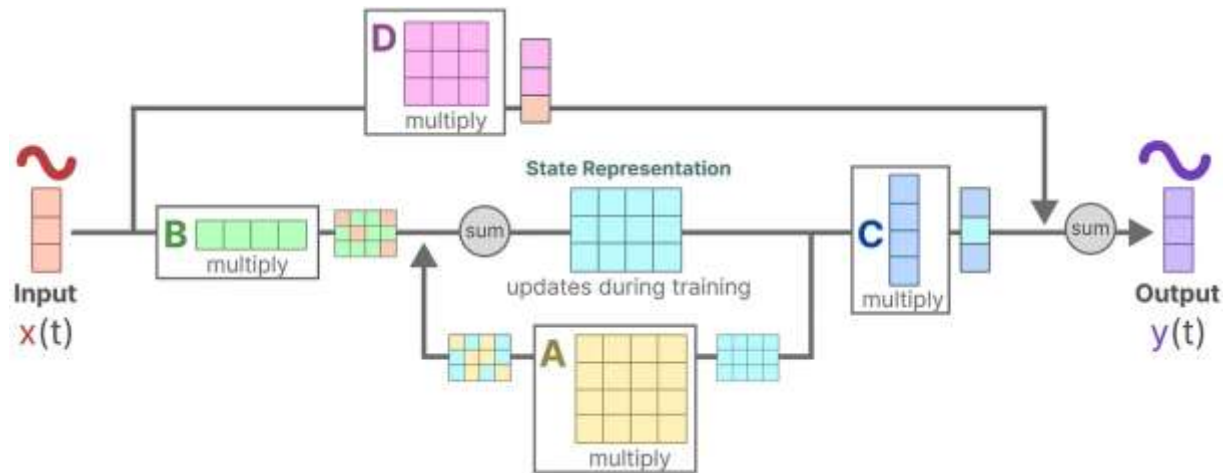 D
multiply
State Representation
B
multiply
sum
updates during training
C
multiply
sum
Input
x(t)
Output
y(t)
A
multiply